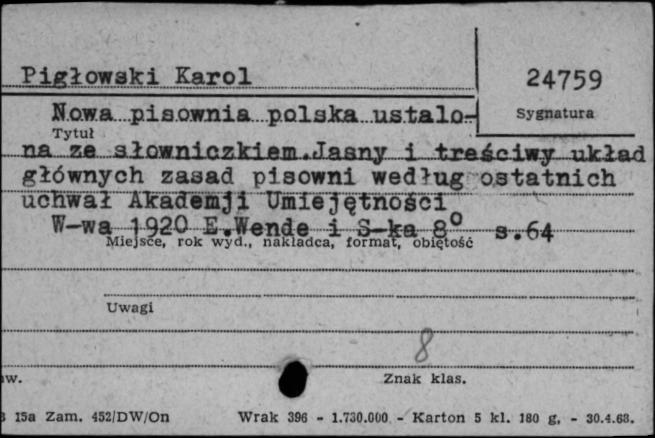 Pigłowski Karol
24759
Nowa pisownia polska ustalo-
Sygnatura
Tytuł
na ze słowniczkiem.Jasny i treściwy układ
głównych zasad pisowni według ostatnich
uchwał Akademji Umiejętności
W-wa 1920 E.Wende i S-ka 8° s.64
Miejsce, rok wyd., nakładca, format, objętość
Uwagi
8
Znak klas.
15a Zam. 452/DW/On Wrak 396 - 1.730.000 - Karton 5 kl. 180 g. - 30.4.63.